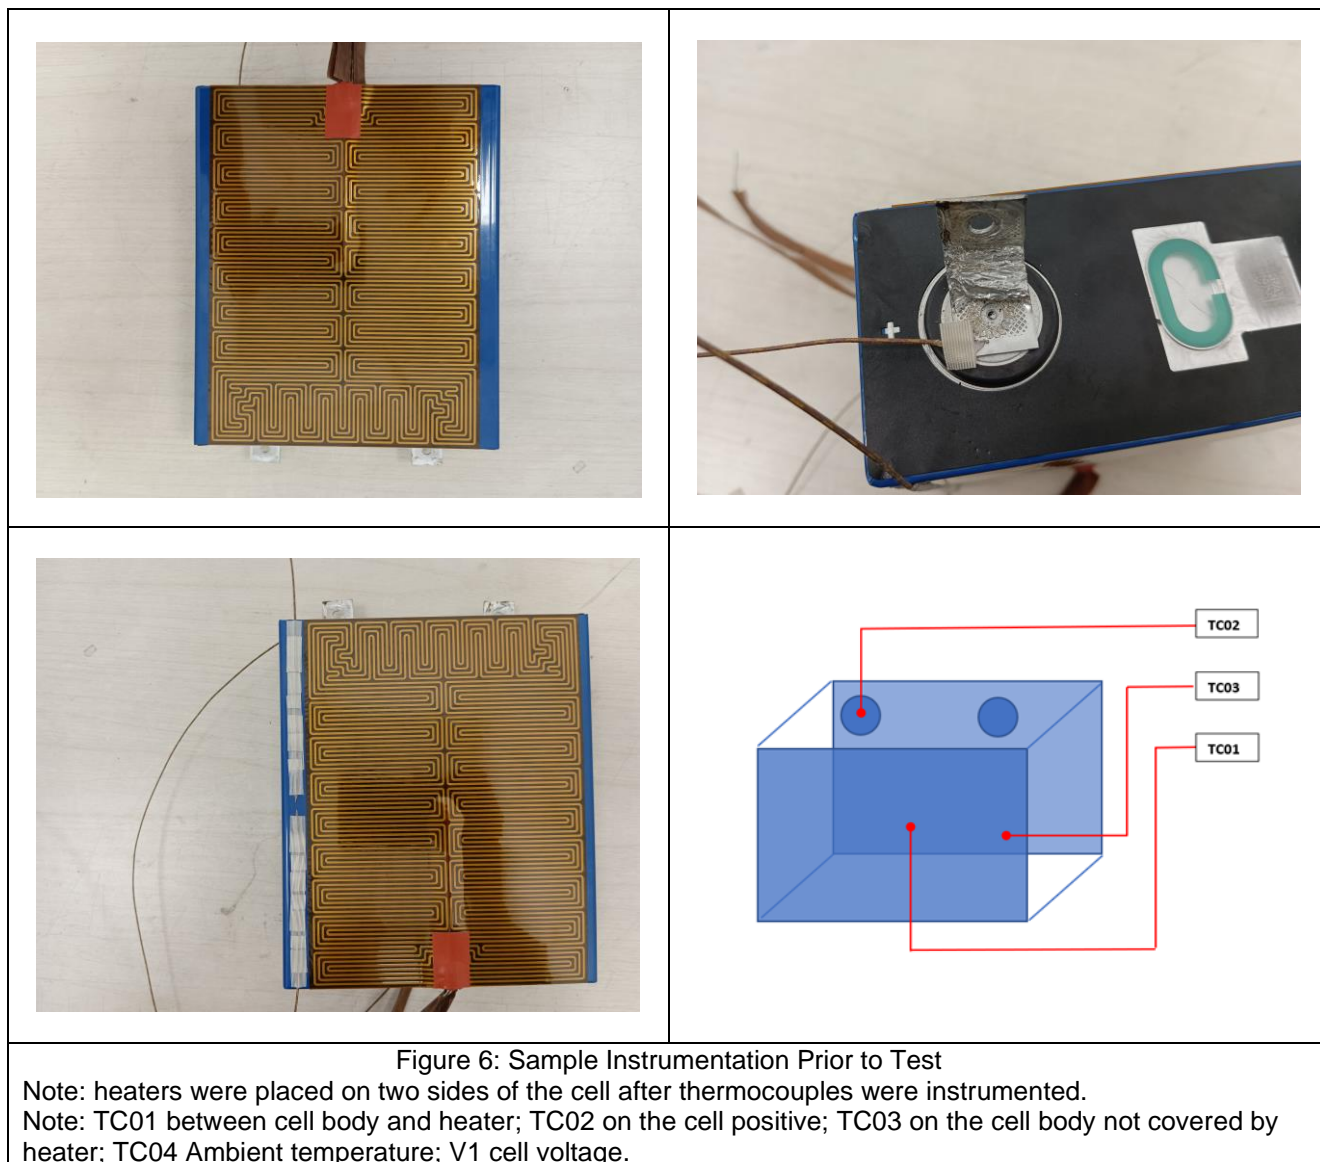 TC02
TC03
TC01
Figure 6: Sample Instrumentation Prior to Test
Note: heaters were placed on two sides of the cell after thermocouples were instrumented.
Note: TC01 between cell body and heater; TC02 on the cell positive; TC03 on the cell body not covered by
heater; TC04 Ambient temperature; V1 cell voltage.